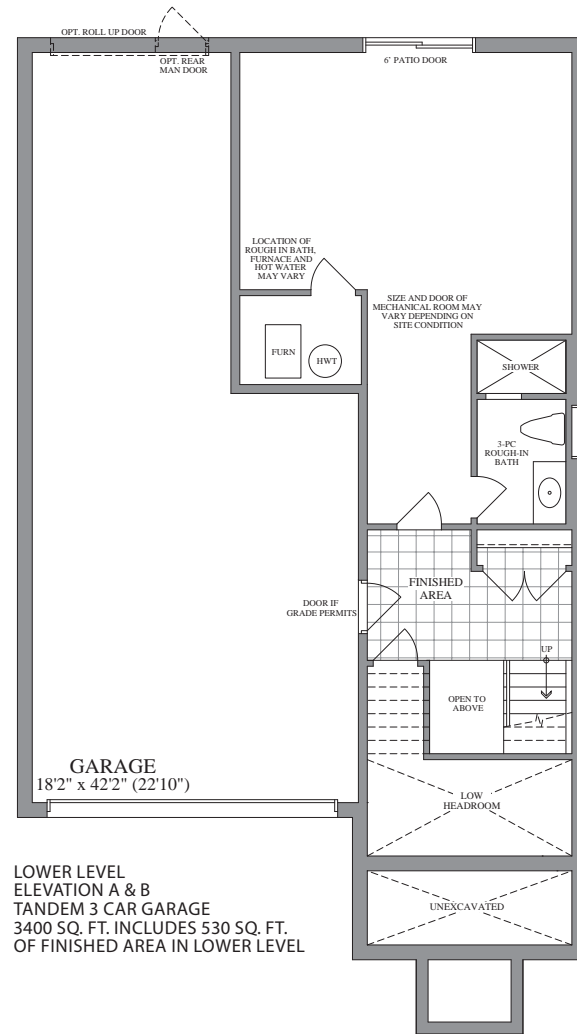 OPT. ROLL UP DOOR
OPT. REAR
MAN DOOR
6' PATIO DOOR
LOCATION OF
ROUGH IN BATH,
FURNACE AND
HOT WATER
MAY VARY
SIZE AND DOOR OF
MECHANICAL ROOM MAY
VARY DEPENDING ON
SITE CONDITION
FURN
HWT
SHOWER
3-PC
ROUGH-IN
BATH
FINISHED
AREA
DOOR IF
GRADE PERMITS
UP
OPEN TO
ABOVE
GARAGE
18'2" x 42'2" (22'10")
LOW
HEADROOM
UNEXCAVATED
LOWER LEVEL
ELEVATION A & B
TANDEM 3 CAR GARAGE
3400 SQ. FT. INCLUDES 530 SQ. FT.
OF FINISHED AREA IN LOWER LEVEL